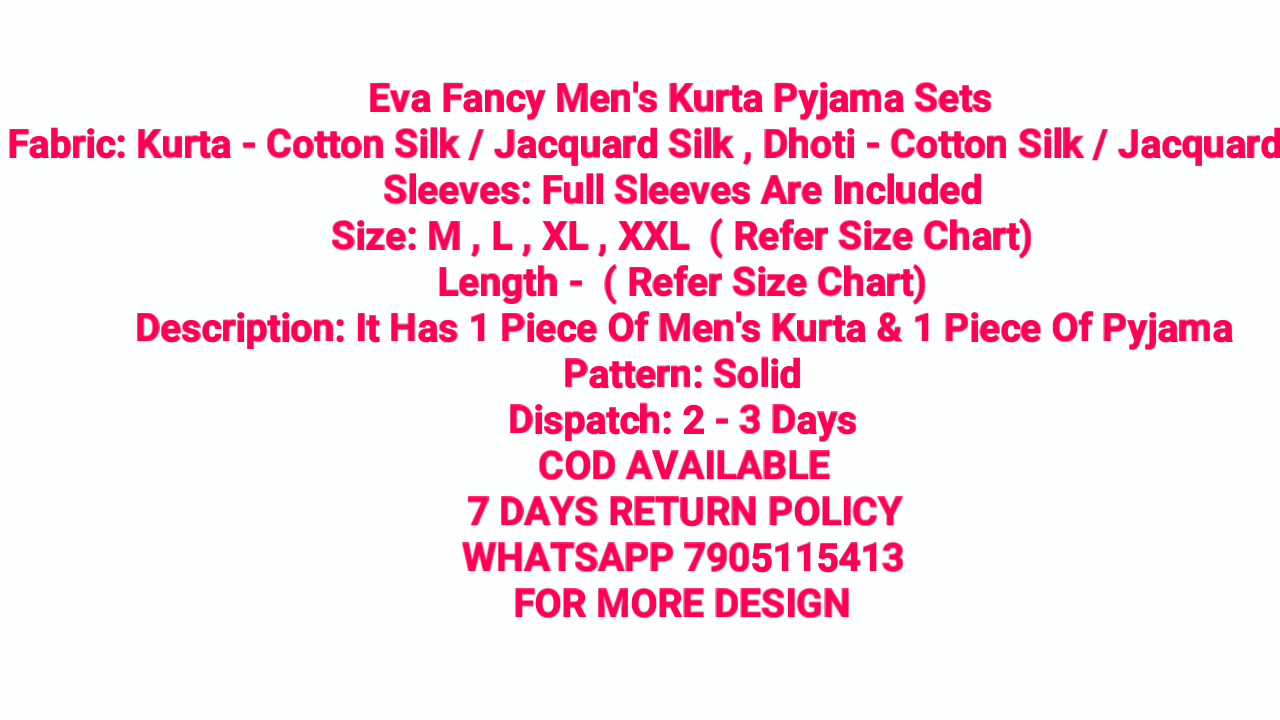 Eva Fancy Men's Kurta Pyjama Sets
Fabric: Kurta - Cotton Silk / Jacquard Silk , Dhoti - Cotton Silk / Jacquard
Sleeves: Full Sleeves Are Included
Size: M , L , XL , XXL  ( Refer Size Chart)
Length -  ( Refer Size Chart)
Description: It Has 1 Piece Of Men's Kurta & 1 Piece Of Pyjama
Pattern: Solid
Dispatch: 2 - 3 Days
COD AVAILABLE
7 DAYS RETURN POLICY
WHATSAPP 7905115413
FOR MORE DESIGN